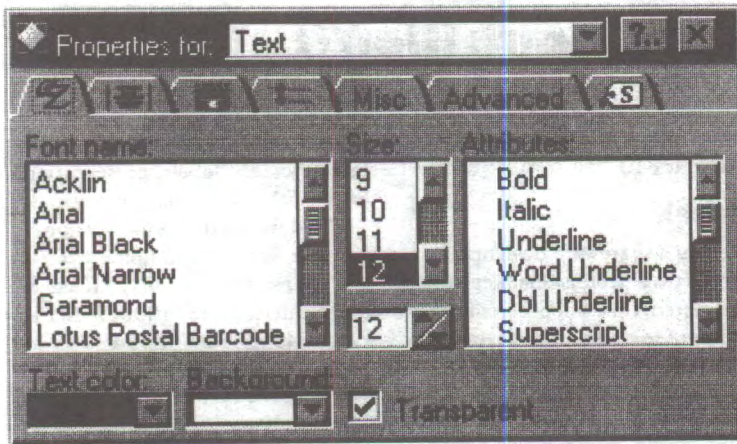 Properties for: Text ?..
Misc Advanced S
Font name: Size: Attributes:
Acklin 9 Bold
Arial 10 Italic
Arial Black 11 Underline
Arial Narrow 12 Word Underline
Garamond Dbl Underline
Lotus Postal Barcode 12 Superscript
Text color: Background:
Transparent